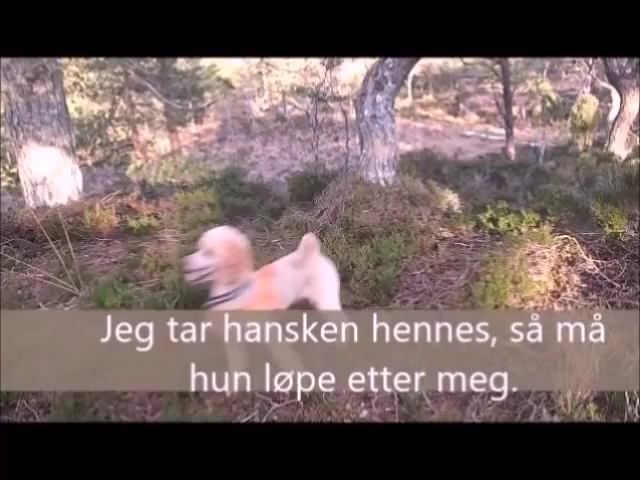 Jeg tar hansken hennes, så må
hun løpe etter meg.